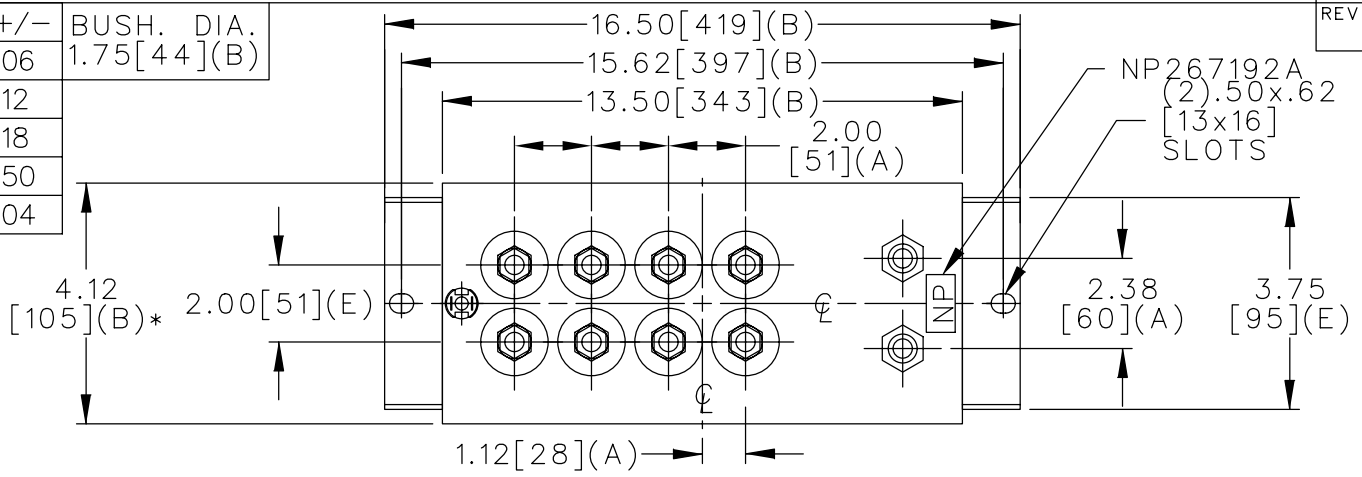 +/-
06
12
18
50
04
BUSH. DIA.
1.75[44](B)
16.50[419](B)
15.62[397](B)
13.50[343](B)
2.00
[51](A)
REV
NP267192A
(2).50x.62
[13x16]
SLOTS
4.12
[105](B)*
2.00[51](E)
NP
2.38
[60](A)
3.75
[95](E)
℄
℄
1.12[28](A)